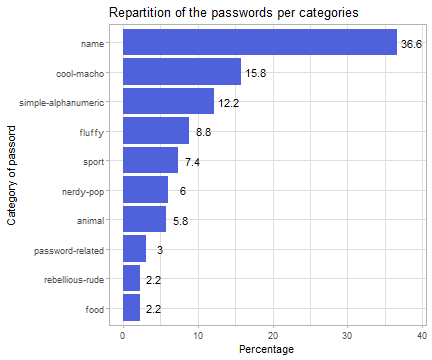 Repartition of the passwords per categories
Category of passord
name 36.6
cool-macho 15.8
simple-alphanumeric 12.2
fluffy 8.8
sport 7.4
nerdy-pop 6
animal 5.8
password-related 3
rebellious-rude 2.2
food 2.2
0 10 20 30 40
Percentage